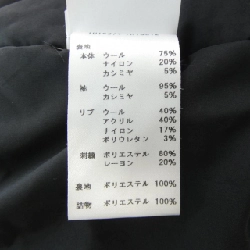 表地
本体 ウール 75%
ナイロン 20%
カシミヤ 5%
袖 ウール 95%
カシミヤ 5%
リブ ウール 40%
アクリル 40%
ナイロン 17%
ポリウレタン 3%
刺繍 ポリエステル 80%
レーヨン 20%
裏地 ポリエステル 100%
詰物 ポリエステル 100%